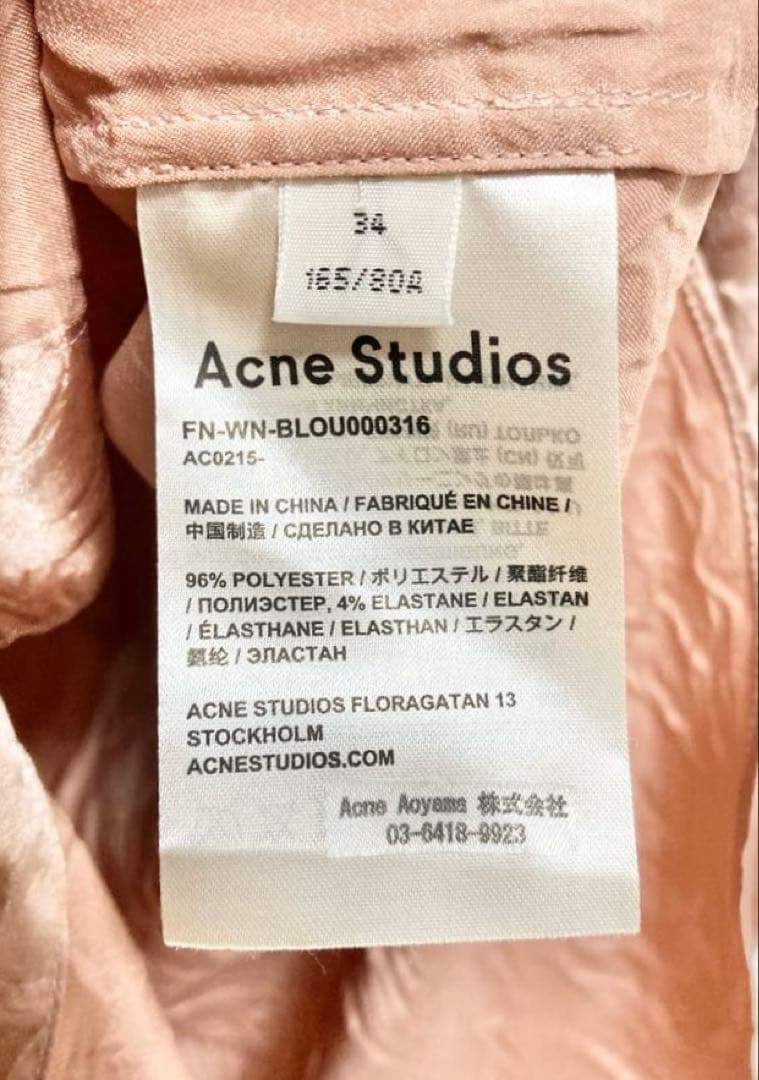 34
165/80A
Acne Studios
FN-WN-BLOU000316
AC0215-
MADE IN CHINA / FABRIQUÉ EN CHINE /
中国制造 / СДЕЛАНО В КИТАЕ
96% POLYESTER / ポリエステル / 聚酯纤维
/ ПОЛИЭСТЕР, 4% ELASTANE / ELASTAN
/ ÉLASTHANE / ELASTHAN / エラスタン /
氨纶 / ЭЛАСТАН
ACNE STUDIOS FLORAGATAN 13
STOCKHOLM
ACNESTUDIOS.COM
Acne Aoyama 株式会社
03-6418-9923